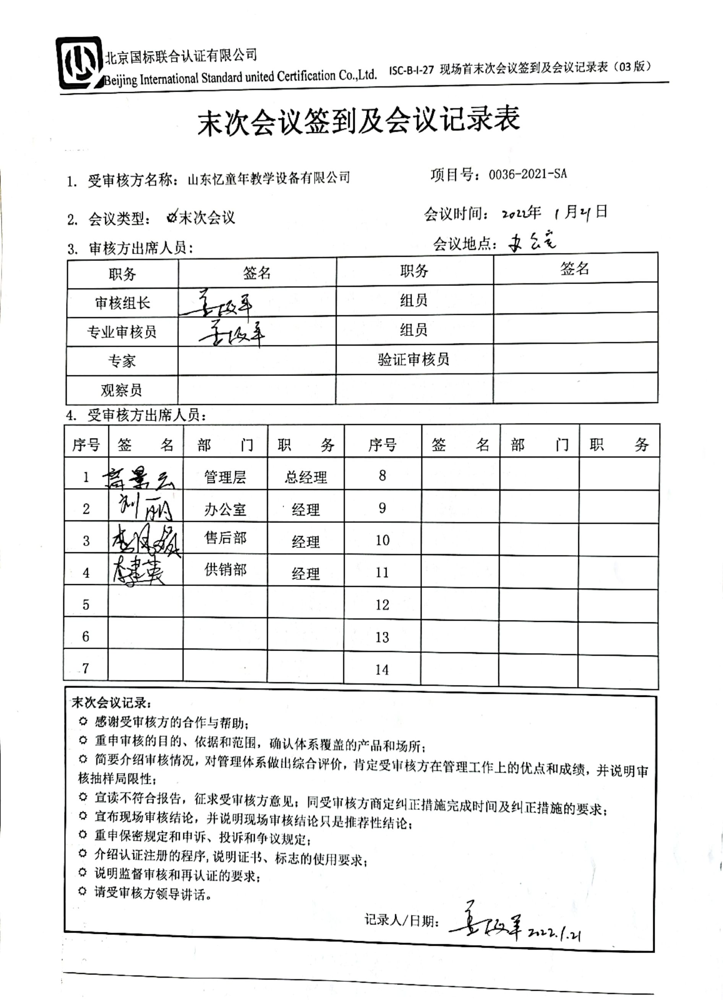 北京国标联合认证有限公司
Beijing International Standard united Certification Co.,Ltd. ISC-B-I-27 现场首末次会议签到及会议记录表（03 版）
末次会议签到及会议记录表
1. 受审核方名称：山东忆童年教学设备有限公司 项目号：0036-2021-SA
2. 会议类型： 末次会议 会议时间：2022年 1月21日
3. 审核方出席人员： 会议地点：办公室
职务 签名 职务 签名
审核组长 组员
专业审核员 组员
专家 验证审核员
观察员
4. 受审核方出席人员：
序号 签 名 部 门 职 务 序号 签 名 部 门 职 务
1 高景云 管理层 总经理 8
2 刘丽 办公室 经理 9
3 售后部 经理 10
4 李建英 供销部 经理 11
5 12
6 13
7 14
末次会议记录：
✿ 感谢受审核方的合作与帮助；
✿ 重申审核的目的、依据和范围，确认体系覆盖的产品和场所；
✿ 简要介绍审核情况，对管理体系做出综合评价，肯定受审核方在管理工作上的优点和成绩，并说明审
核抽样局限性；
✿ 宣读不符合报告，征求受审核方意见；同受审核方商定纠正措施完成时间及纠正措施的要求；
✿ 宣布现场审核结论，并说明现场审核结论只是推荐性结论；
✿ 重申保密规定和申诉、投诉和争议规定；
✿ 介绍认证注册的程序,说明证书、标志的使用要求；
✿ 说明监督审核和再认证的要求；
✿ 请受审核方领导讲话。
记录人/日期： 2022.1.21